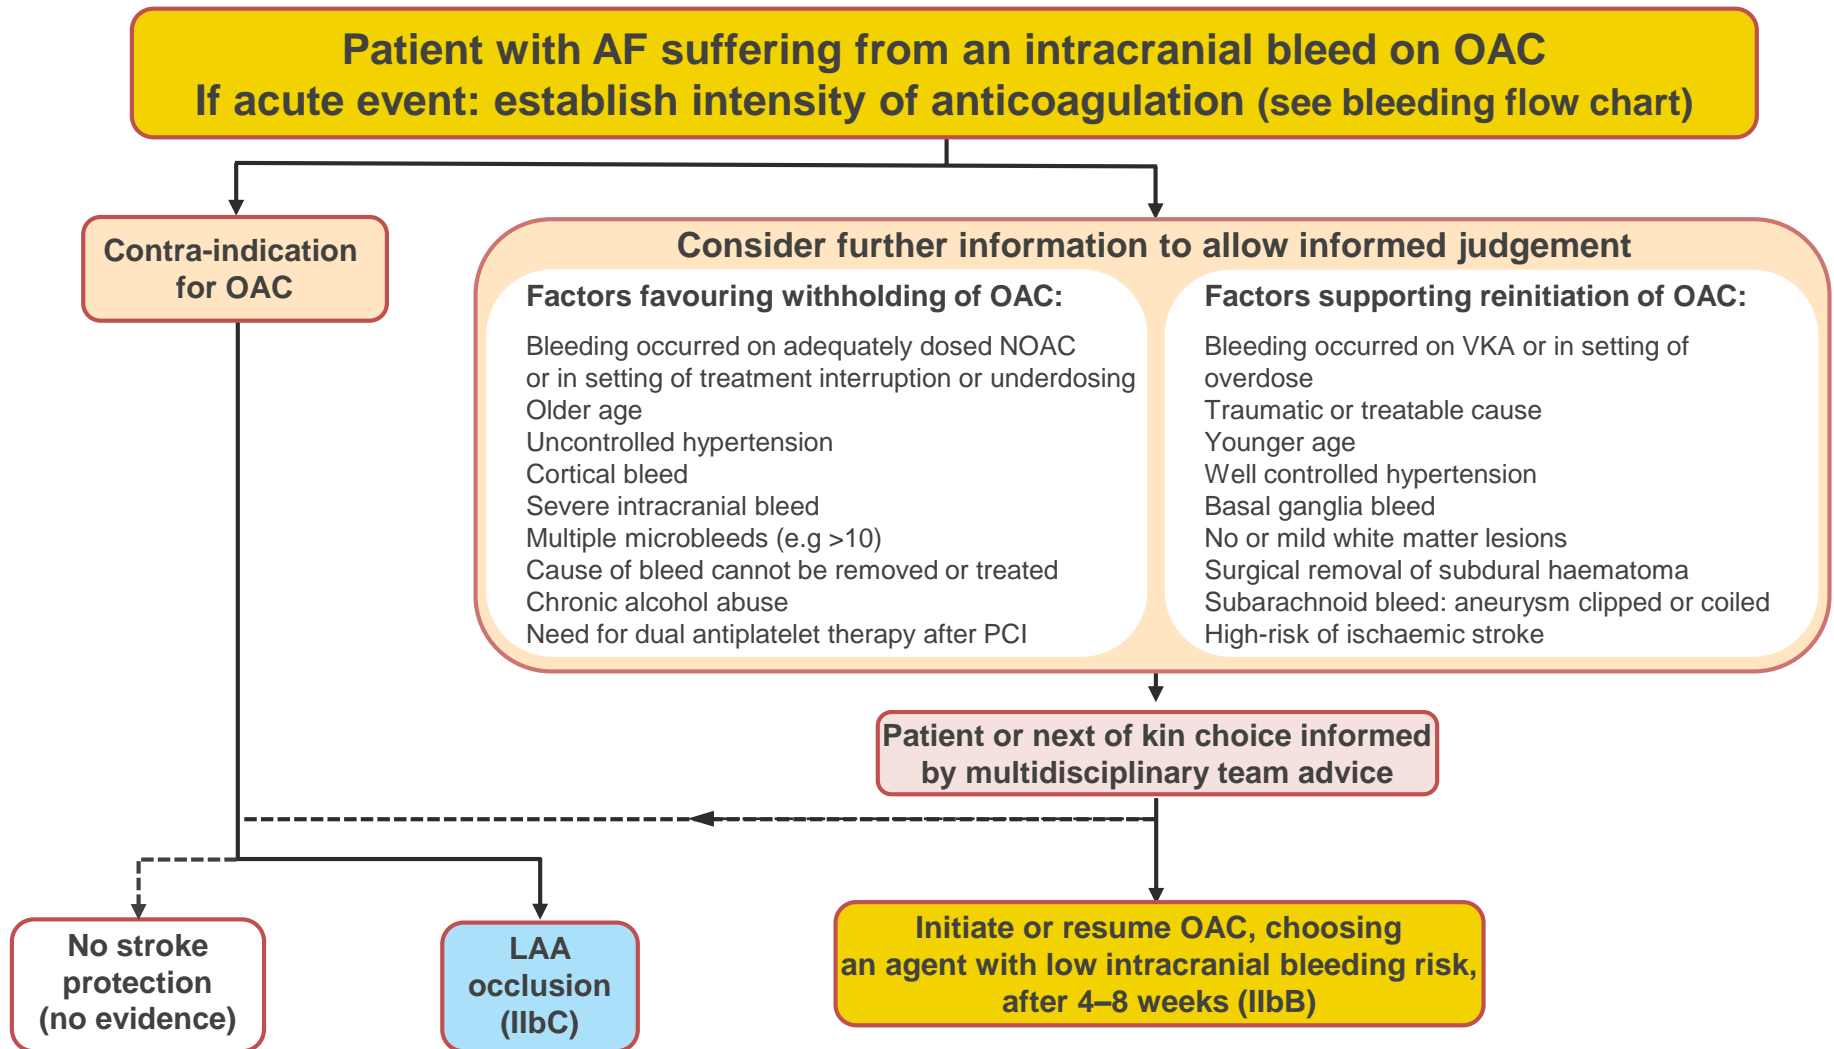 Patient with AF suffering from an intracranial bleed on OAC
If acute event: establish intensity of anticoagulation (see bleeding flow chart)
Contra-indication
for OAC
Consider further information to allow informed judgement
Factors favouring withholding of OAC:
Bleeding occurred on adequately dosed NOAC
or in setting of treatment interruption or underdosing
Older age
Uncontrolled hypertension
Cortical bleed
Severe intracranial bleed
Multiple microbleeds (e.g >10)
Cause of bleed cannot be removed or treated
Chronic alcohol abuse
Need for dual antiplatelet therapy after PCI
Factors supporting reinitiation of OAC:
Bleeding occurred on VKA or in setting of
overdose
Traumatic or treatable cause
Younger age
Well controlled hypertension
Basal ganglia bleed
No or mild white matter lesions
Surgical removal of subdural haematoma
Subarachnoid bleed: aneurysm clipped or coiled
High-risk of ischaemic stroke
Patient or next of kin choice informed
by multidisciplinary team advice
No stroke
protection
(no evidence)
LAA
occlusion
(IIbC)
Initiate or resume OAC, choosing
an agent with low intracranial bleeding risk,
after 4–8 weeks (IIbB)